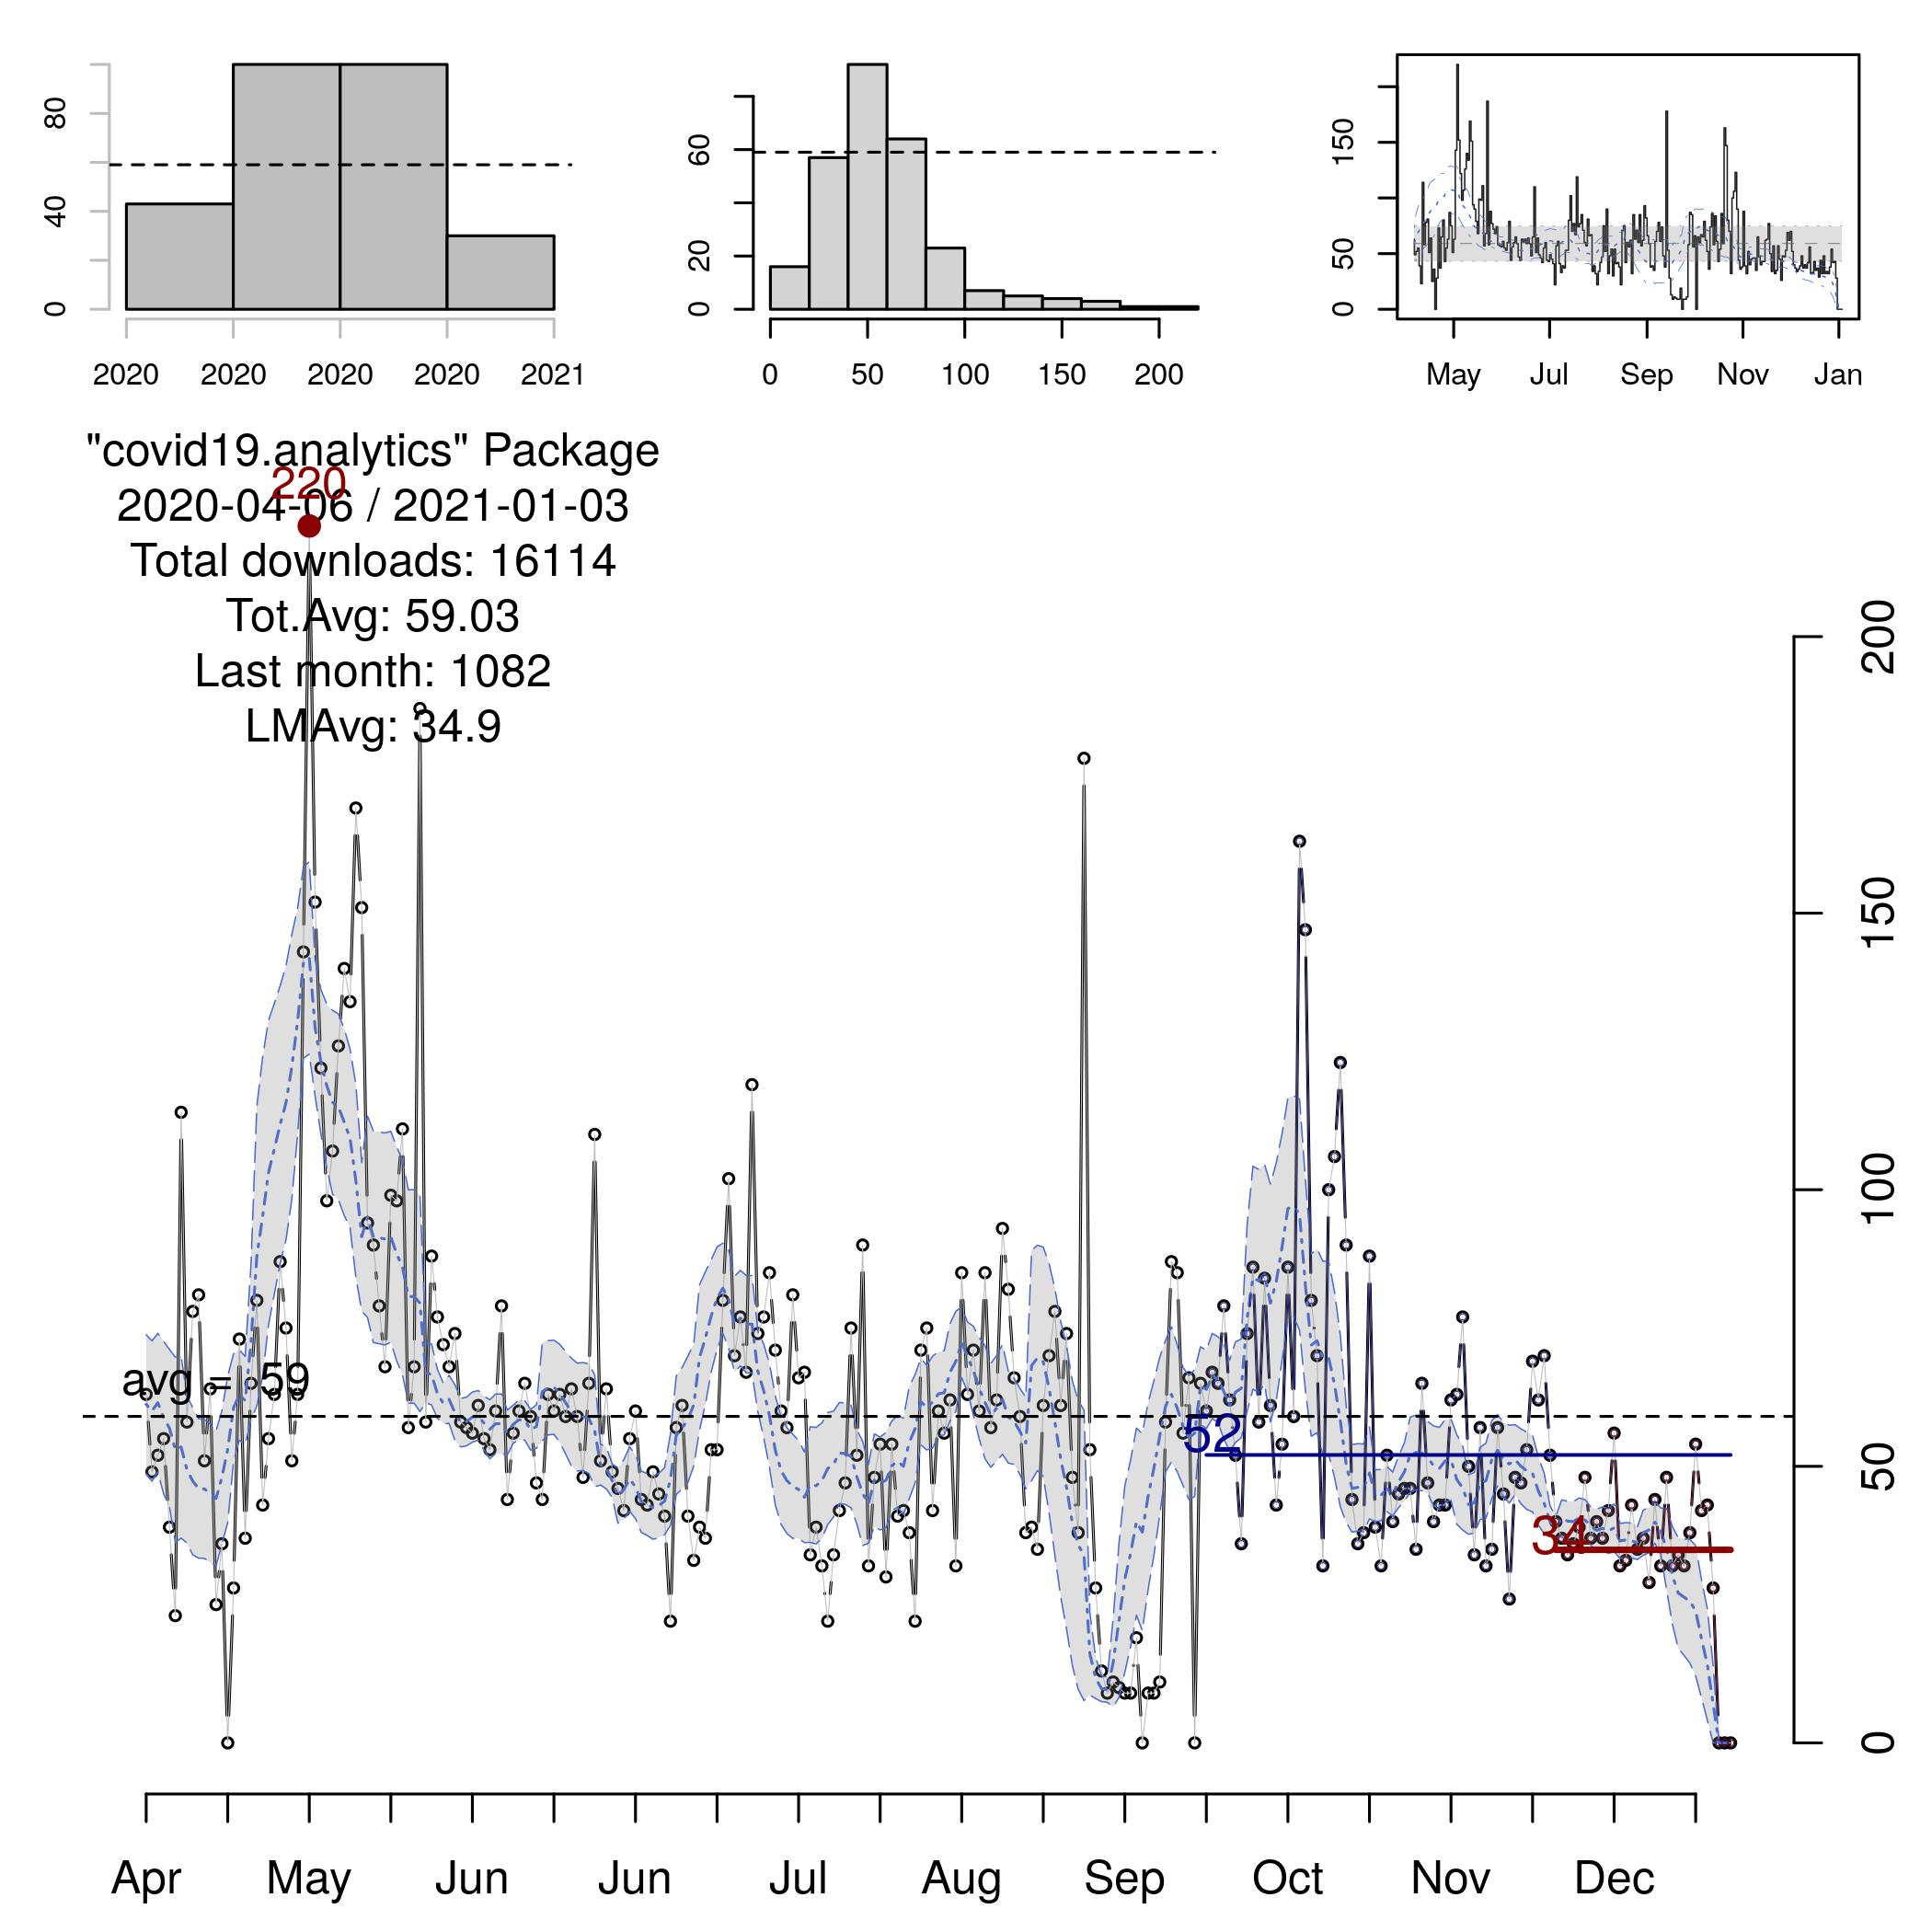 80
40
0
2020 2020 2020 2020 2021
60
20
0
0 50 100 150 200
150
50
0
May Jul Sep Nov Jan
"covid19.analytics" Package
220
2020-04-06 / 2021-01-03
Total downloads: 16114
Tot.Avg: 59.03
Last month: 1082
LMAvg: 34.9
avg = 59
52
34
200
150
100
50
0
Apr May Jun Jun Jul Aug Sep Oct Nov Dec